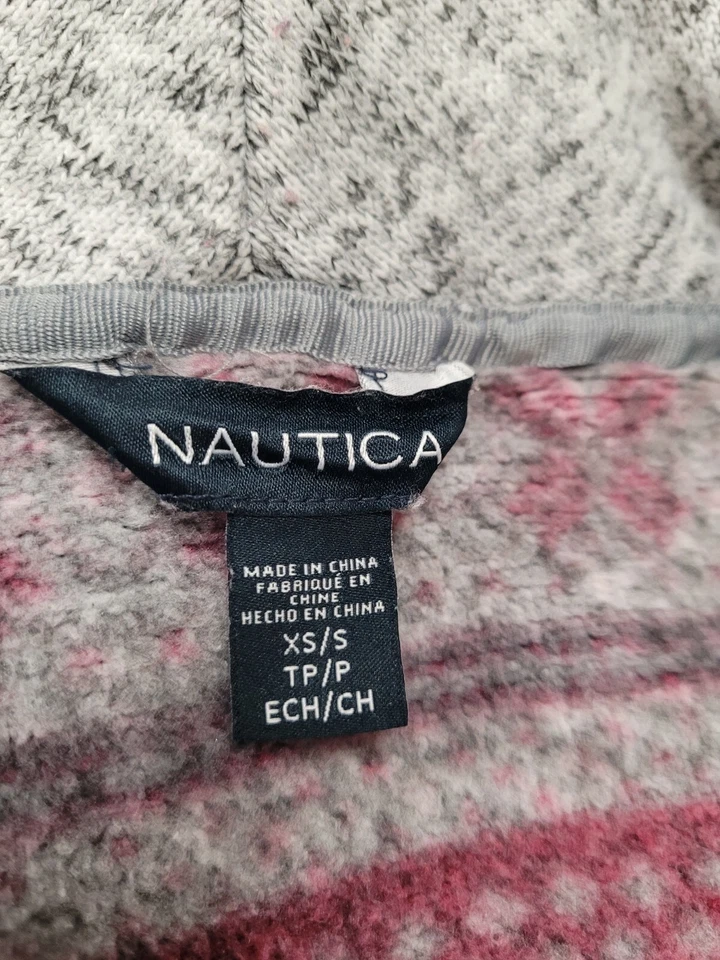 NAUTICA
MADE IN CHINA
FABRIQUÉ EN
CHINE
HECHO EN CHINA
XS/S
TP/P
ECH/CH